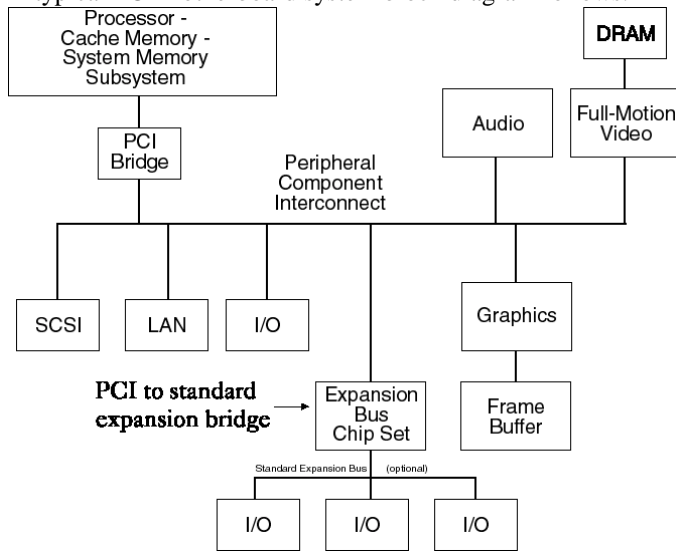 Processor -
Cache Memory -
System Memory
Subsystem
DRAM
PCI
Bridge
Audio
Full-Motion
Video
Peripheral
Component
Interconnect
SCSI
LAN
I/O
Graphics
PCI to standard
expansion bridge
Expansion
Bus
Chip Set
Frame
Buffer
Standard Expansion Bus (optional)
I/O
I/O
I/O